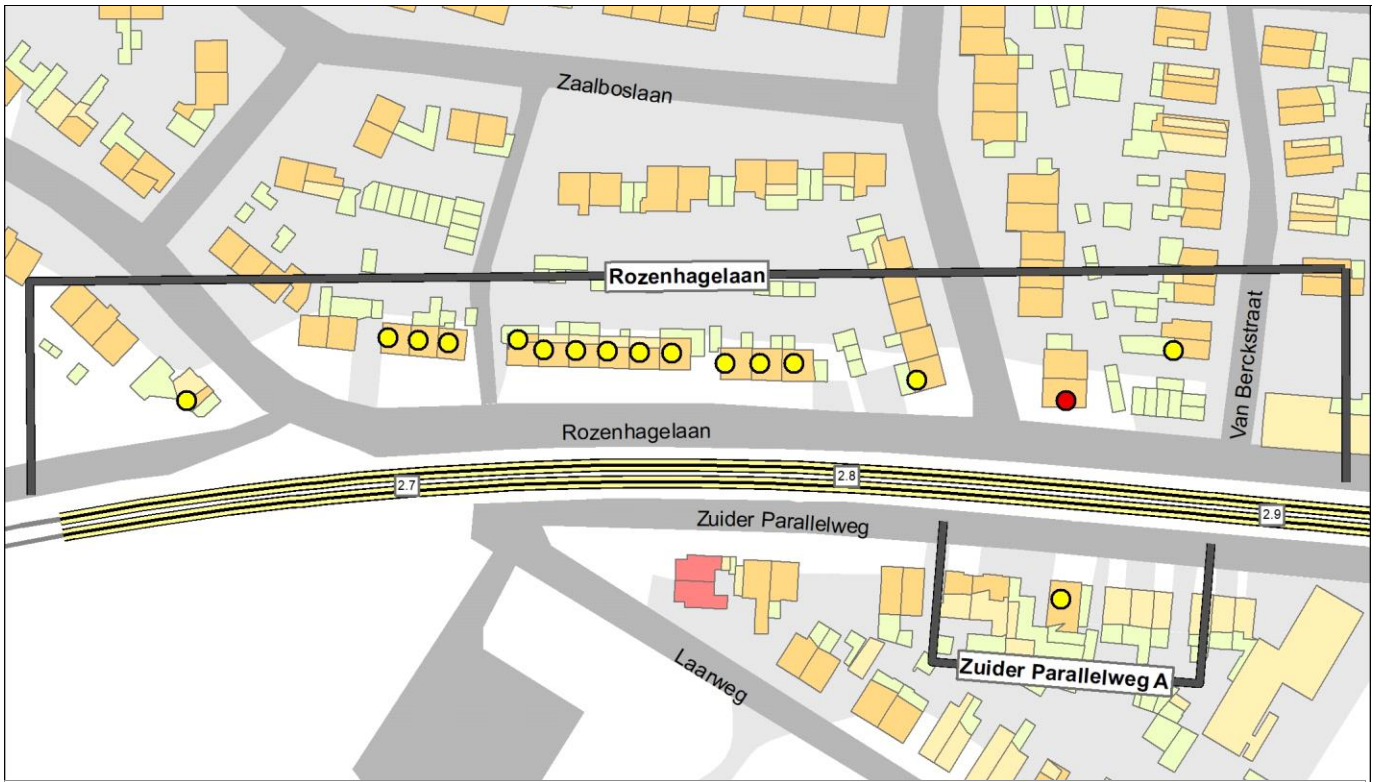 Zaalboslaan
Rozenhagelaan
Van Berckstraat
Rozenhagelaan
2.7
2.8
2.9
Zuider Parallelweg
Laarweg
Zuider Parallelweg A